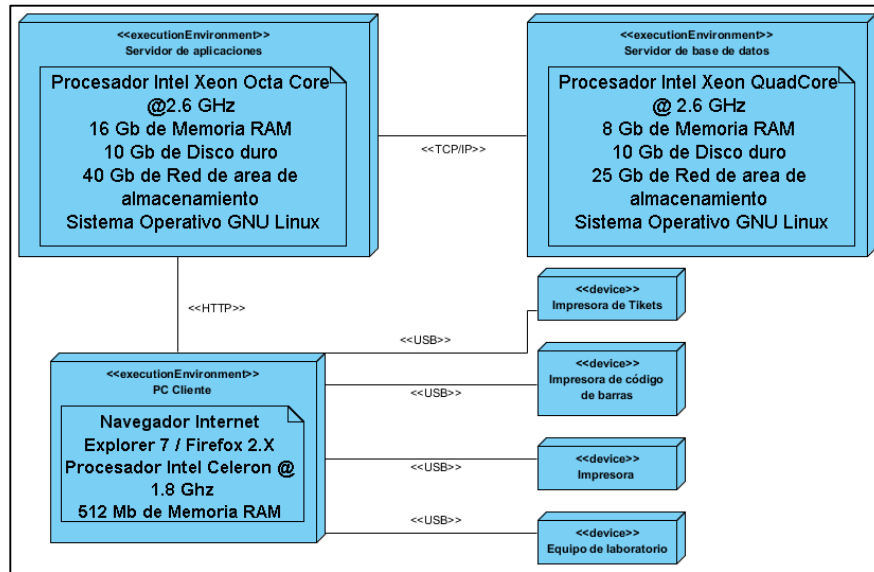 <<executionEnvironment>>
Servidor de aplicaciones
Procesador Intel Xeon Octa Core
@2.6 GHz
16 Gb de Memoria RAM
10 Gb de Disco duro
40 Gb de Red de area de
almacenamiento
Sistema Operativo GNU Linux
<<TCP/IP>>
<<executionEnvironment>>
Servidor de base de datos
Procesador Intel Xeon QuadCore
@ 2.6 GHz
8 Gb de Memoria RAM
10 Gb de Disco duro
25 Gb de Red de area de
almacenamiento
Sistema Operativo GNU Linux
<<HTTP>>
<<executionEnvironment>>
PC Cliente
Navegador Internet
Explorer 7 / Firefox 2.X
Procesador Intel Celeron @
1.8 Ghz
512 Mb de Memoria RAM
<<USB>>
<<device>>
Impresora de Tikets
<<USB>>
<<device>>
Impresora de código
de barras
<<USB>>
<<device>>
Impresora
<<USB>>
<<device>>
Equipo de laboratorio